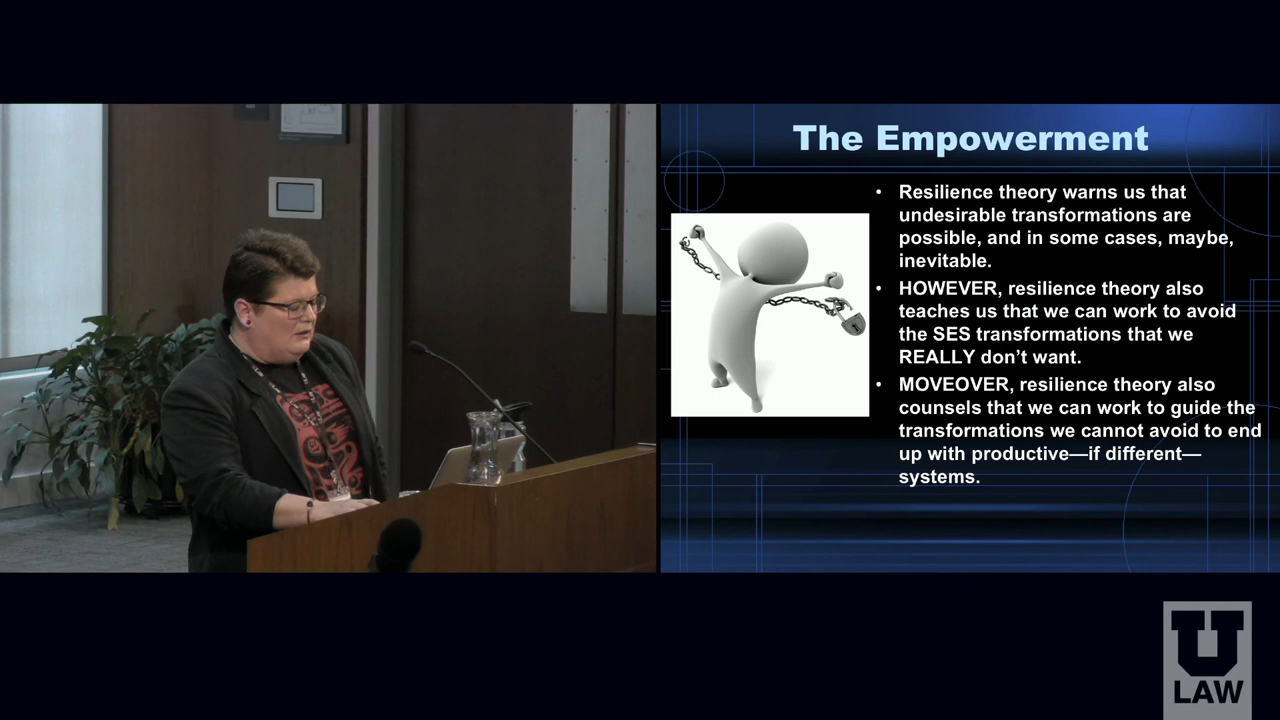 The Empowerment
• Resilience theory warns us that
undesirable transformations are
possible, and in some cases, maybe,
inevitable.
• HOWEVER, resilience theory also
teaches us that we can work to avoid
the SES transformations that we
REALLY don’t want.
• MOVEOVER, resilience theory also
counsels that we can work to guide the
transformations we cannot avoid to end
up with productive—if different—
systems.
U
LAW